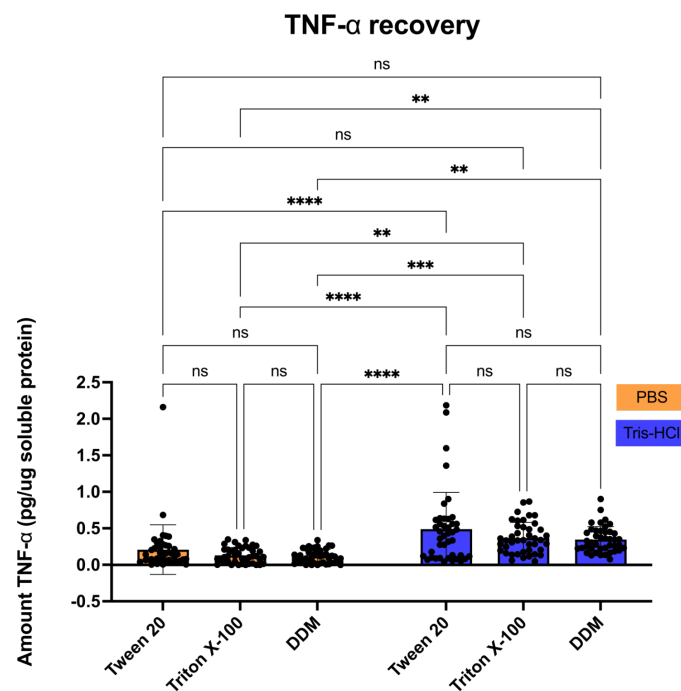 TNF-α recovery
ns
**
ns
**
****
**
***
****
ns
ns
ns
ns
****
ns
ns
Amount TNF-α (pg/ug soluble protein)
2.5
2.0
1.5
1.0
0.5
0.0
-0.5
PBS
Tris-HCl
Tween 20
Triton X-100
DDM
Tween 20
Triton X-100
DDM